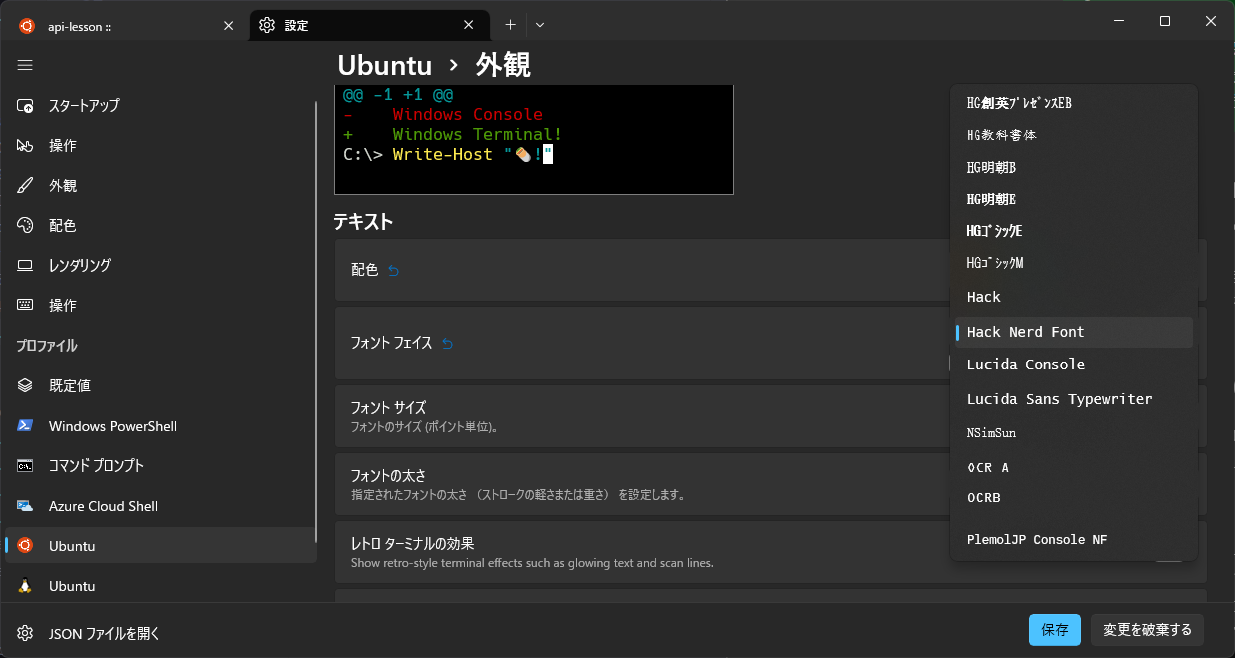 api-lesson ::
設定
Ubuntu › 外観
スタートアップ
操作
外観
配色
レンダリング
操作
プロファイル
既定値
Windows PowerShell
コマンド プロンプト
Azure Cloud Shell
Ubuntu
Ubuntu
JSON ファイルを開く
@@ -1 +1 @@
- Windows Console
+ Windows Terminal!
C:\> Write-Host "🪨!"
テキスト
配色
フォント フェイス
フォント サイズ
フォントのサイズ (ポイント単位)。
フォントの太さ
指定されたフォントの太さ （ストロークの軽さまたは重さ） を設定します。
レトロ ターミナルの効果
Show retro-style terminal effects such as glowing text and scan lines.
HG創英ﾌﾟﾚｾﾞﾝｽEB
HG教科書体
HG明朝B
HG明朝E
HGｺﾞｼｯｸE
HGｺﾞｼｯｸM
Hack
Hack Nerd Font
Lucida Console
Lucida Sans Typewriter
NSimSun
OCR A
OCRB
PlemolJP Console NF
保存
変更を破棄する